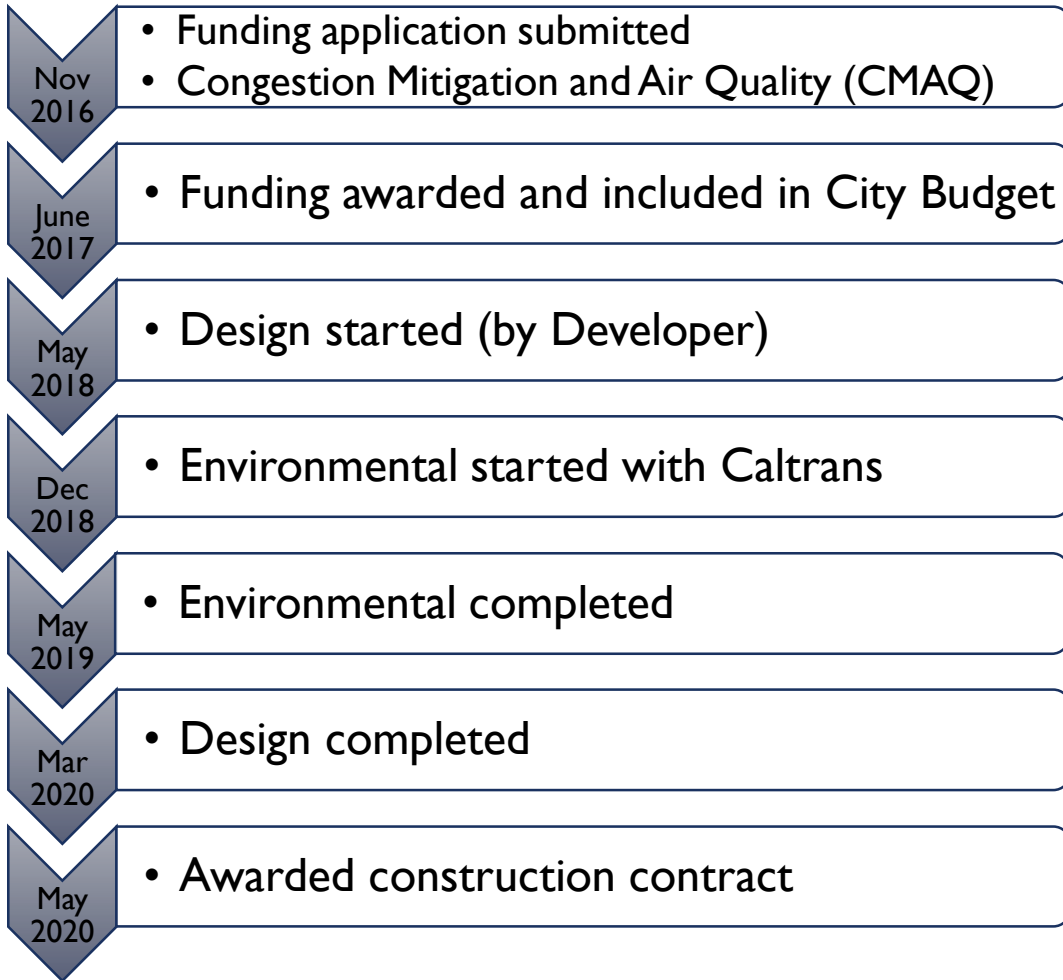 Nov
2016
• Funding application submitted
• Congestion Mitigation and Air Quality (CMAQ)
June
2017
• Funding awarded and included in City Budget
May
2018
• Design started (by Developer)
Dec
2018
• Environmental started with Caltrans
May
2019
• Environmental completed
Mar
2020
• Design completed
May
2020
• Awarded construction contract